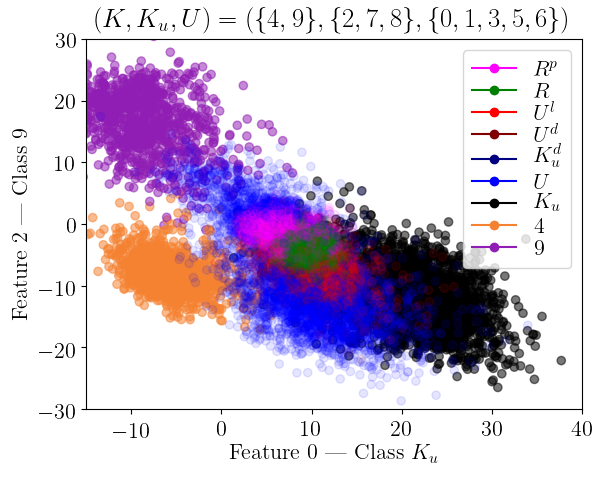 (K, K_u, U) = ({4, 9}, {2, 7, 8}, {0, 1, 3, 5, 6})
30
20
10
0
−10
−20
−30
Feature 2 — Class 9
R^p
R
U^l
U^d
K_u^d
U
K_u
4
9
−10
0
10
20
30
40
Feature 0 — Class K_u